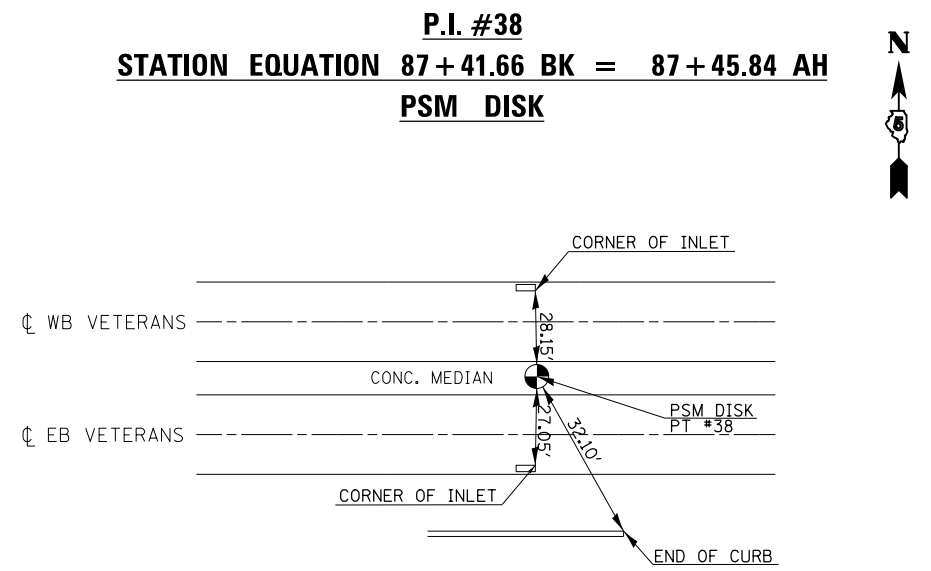 P.I. #38
STATION EQUATION 87+41.66 BK = 87+45.84 AH
PSM DISK
N
5
CORNER OF INLET
℄ WB VETERANS
28.15'
CONC. MEDIAN
PSM DISK
PT #38
27.05'
32.10'
℄ EB VETERANS
CORNER OF INLET
END OF CURB